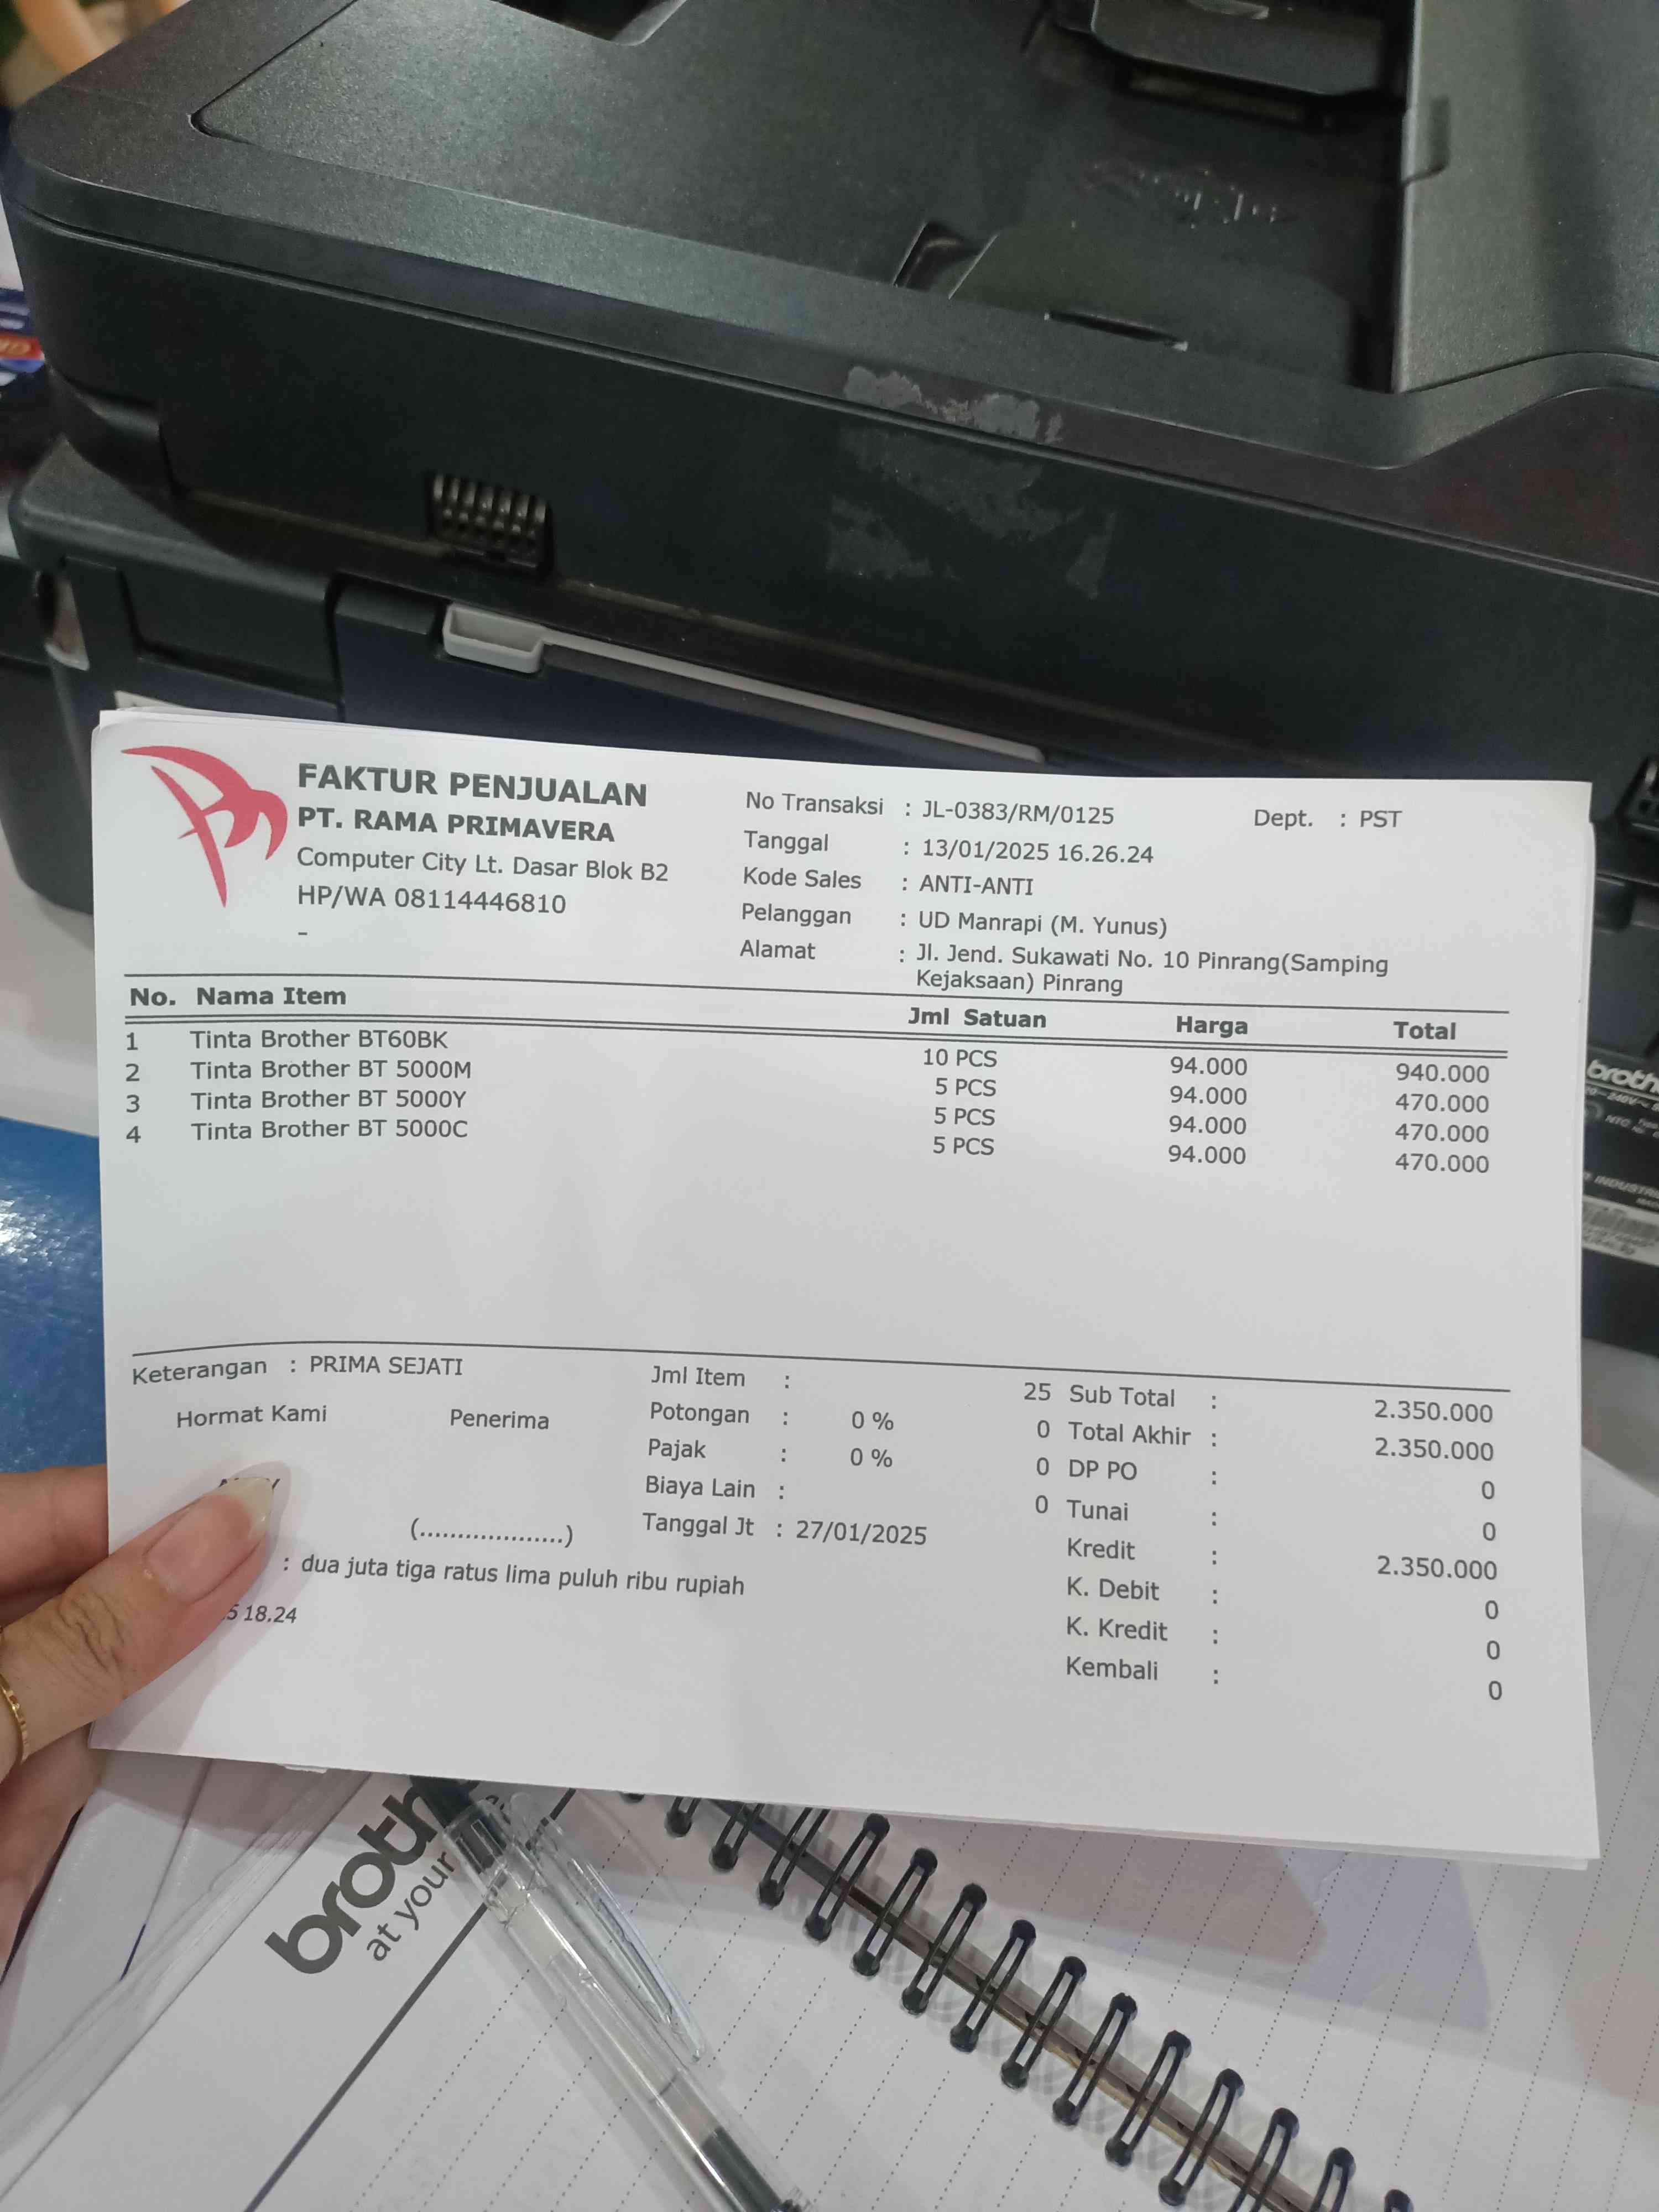 FAKTUR PENJUALAN
PT. RAMA PRIMAVERA
Computer City Lt. Dasar Blok B2
HP/WA 08114446810
-
No Transaksi : JL-0383/RM/0125 Dept. : PST
Tanggal : 13/01/2025 16.26.24
Kode Sales : ANTI-ANTI
Pelanggan : UD Manrapi (M. Yunus)
Alamat : Jl. Jend. Sukawati No. 10 Pinrang(Samping
Kejaksaan) Pinrang
No. Nama Item Jml Satuan Harga Total
1 Tinta Brother BT60BK 10 PCS 94.000 940.000
2 Tinta Brother BT 5000M 5 PCS 94.000 470.000
3 Tinta Brother BT 5000Y 5 PCS 94.000 470.000
4 Tinta Brother BT 5000C 5 PCS 94.000 470.000
Keterangan : PRIMA SEJATI
Hormat Kami Penerima
(...................)
Jml Item : 25
Potongan : 0 % 0
Pajak : 0 % 0
Biaya Lain : 0
Tanggal Jt : 27/01/2025
Sub Total : 2.350.000
Total Akhir : 2.350.000
DP PO : 0
Tunai : 0
Kredit : 2.350.000
K. Debit : 0
K. Kredit : 0
Kembali : 0
: dua juta tiga ratus lima puluh ribu rupiah
5 18.24
broth
at your